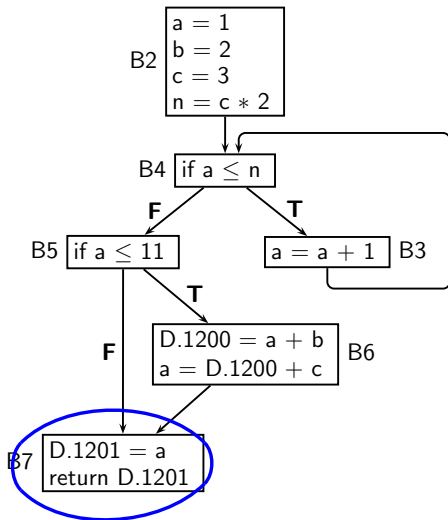 a = 1
b = 2
B2
c = 3
n = c ∗ 2
B4
if a ≤ n
F
T
B5
if a ≤ 11
a = a + 1
B3
T
F
D.1200 = a + b
a = D.1200 + c
B6
B7
D.1201 = a
return D.1201